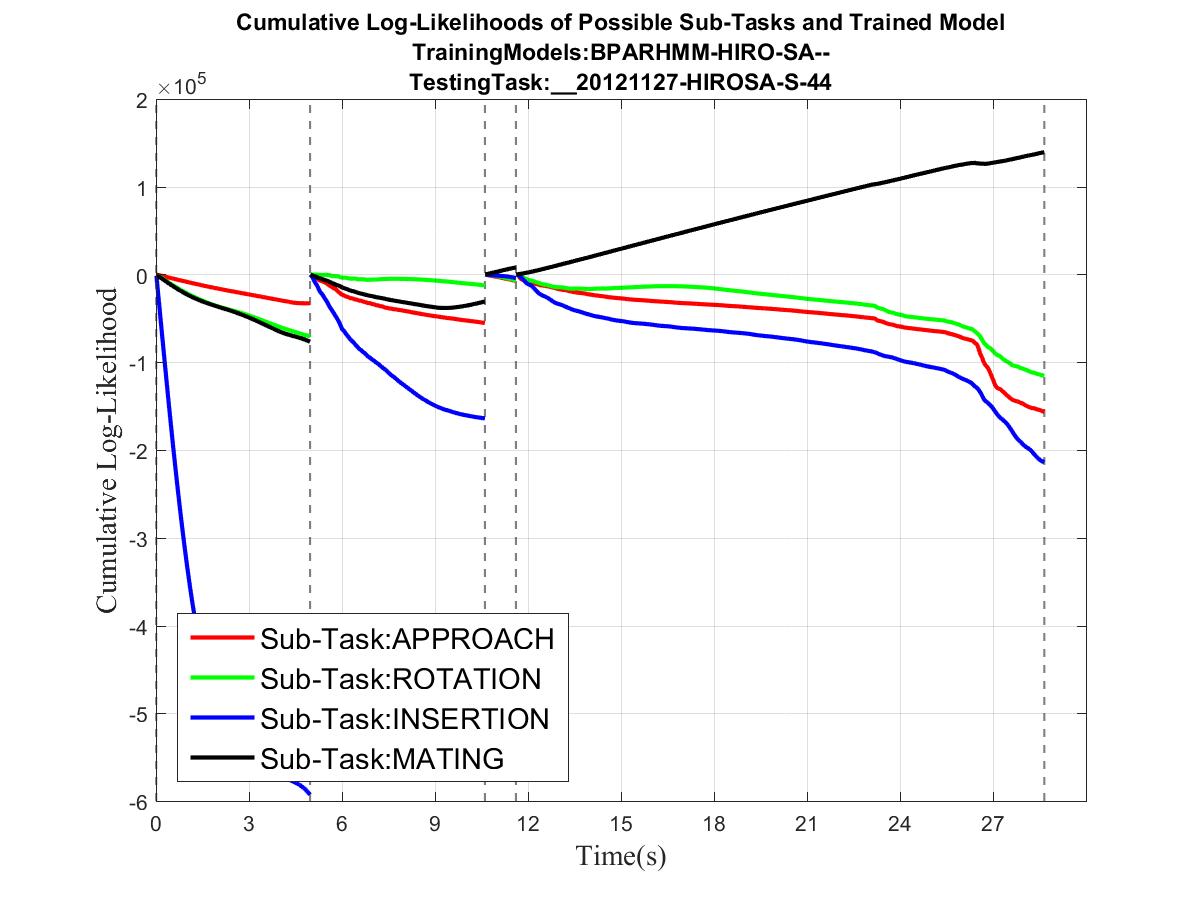 Cumulative Log-Likelihoods of Possible Sub-Tasks and Trained Model
TrainingModels:BPARHMM-HIRO-SA--
TestingTask:__20121127-HIROSA-S-44
×10^5
2
1
0
-1
-2
-3
-4
-5
-6
Cumulative Log-Likelihood
Sub-Task:APPROACH
Sub-Task:ROTATION
Sub-Task:INSERTION
Sub-Task:MATING
0 3 6 9 12 15 18 21 24 27
Time(s)